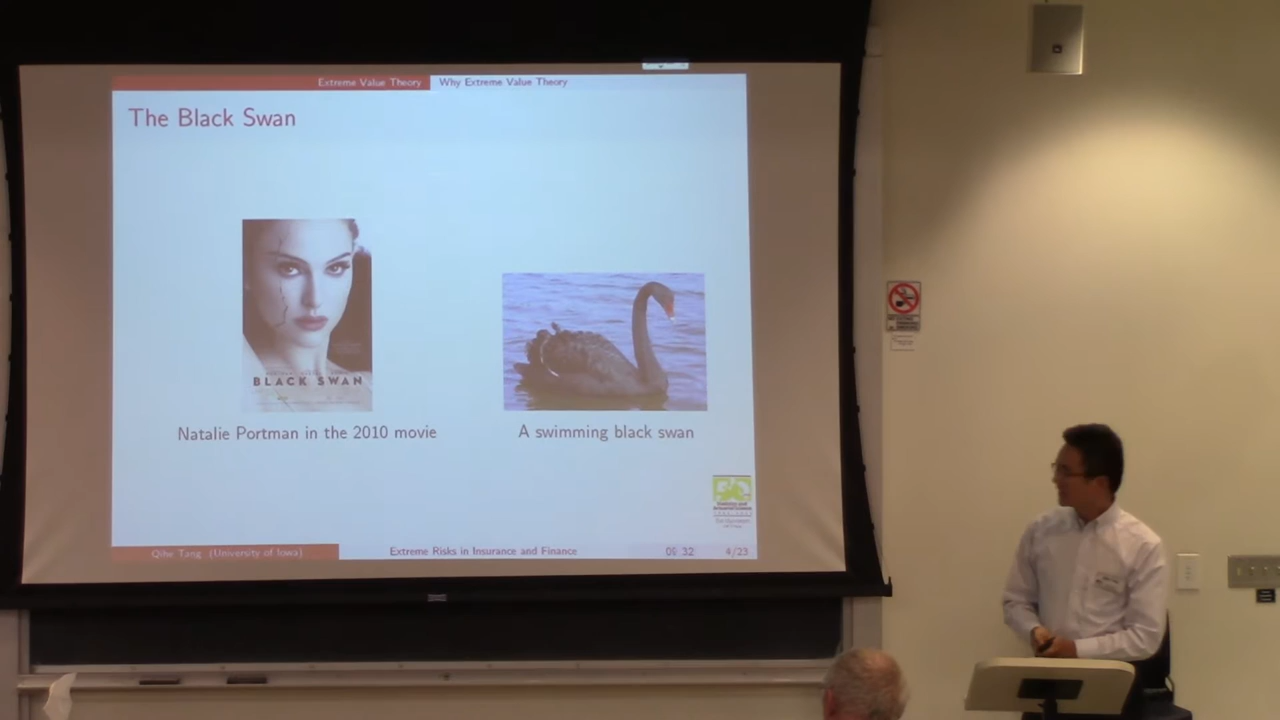 Extreme Value Theory
Why Extreme Value Theory
The Black Swan
BLACK SWAN
Natalie Portman in the 2010 movie
A swimming black swan
Qihe Tang (University of Iowa)
Extreme Risks in Insurance and Finance
4/23